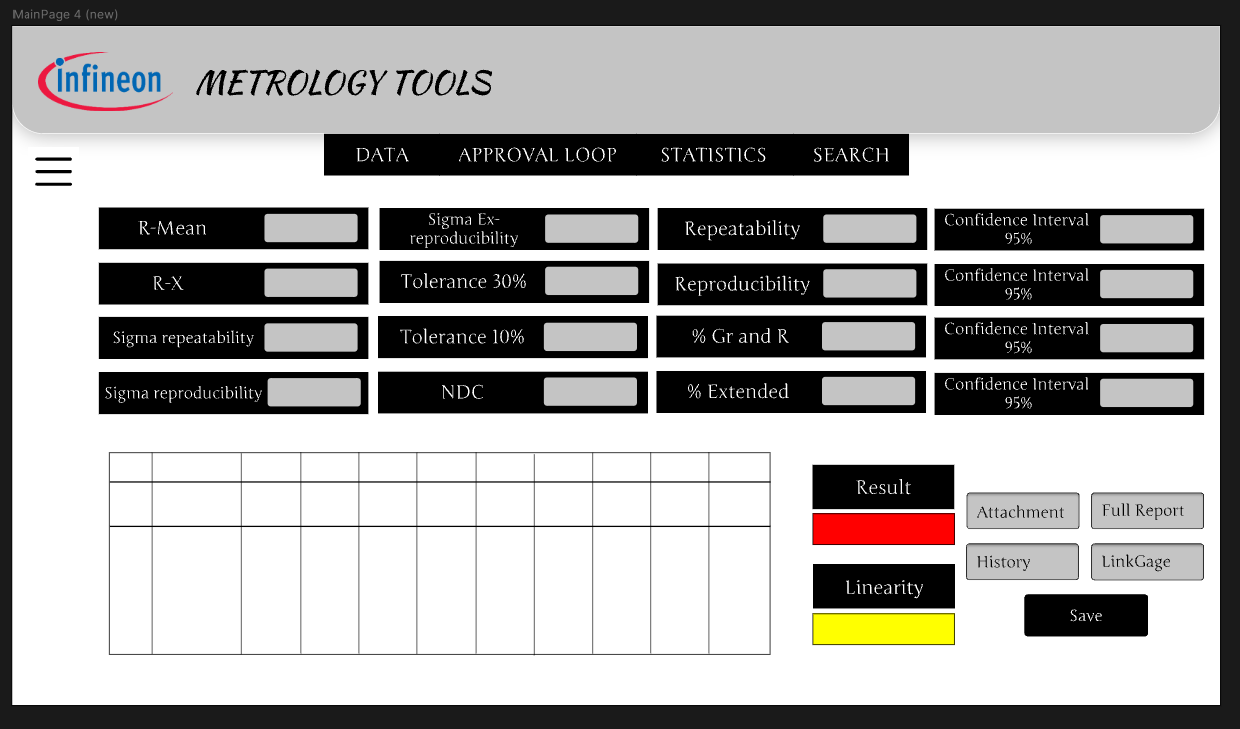 MainPage 4 (new)
infineon
METROLOGY TOOLS
DATA APPROVAL LOOP STATISTICS SEARCH
R-Mean
Sigma Ex-
reproducibility
Repeatability
Confidence Interval
95%
R-X
Tolerance 30%
Reproducibility
Confidence Interval
95%
Sigma repeatability
Tolerance 10%
% Gr and R
Confidence Interval
95%
Sigma reproducibility
NDC
% Extended
Confidence Interval
95%
Result
Attachment
Full Report
History
LinkGage
Linearity
Save